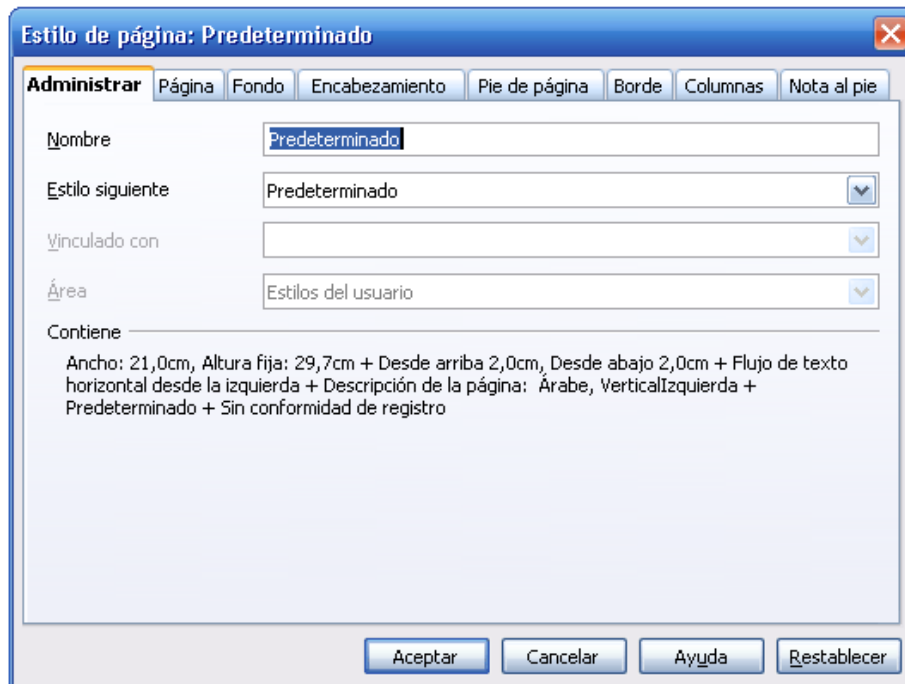 Estilo de página: Predeterminado
Administrar Página Fondo Encabezamiento Pie de página Borde Columnas Nota al pie
Nombre Predeterminado
Estilo siguiente Predeterminado
Vinculado con
Área Estilos del usuario
Contiene
Ancho: 21,0cm, Altura fija: 29,7cm + Desde arriba 2,0cm, Desde abajo 2,0cm + Flujo de texto
horizontal desde la izquierda + Descripción de la página: Árabe, VerticalIzquierda +
Predeterminado + Sin conformidad de registro
Aceptar Cancelar Ayuda Restablecer